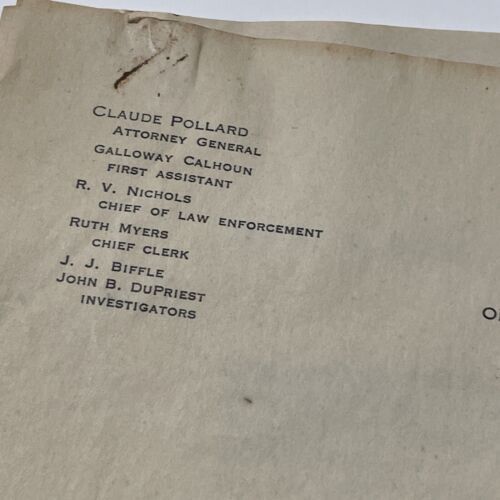 CLAUDE POLLARD
ATTORNEY GENERAL
GALLOWAY CALHOUN
FIRST ASSISTANT
R. V. NICHOLS
CHIEF OF LAW ENFORCEMENT
RUTH MYERS
CHIEF CLERK
J. J. BIFFLE
JOHN B. DUPRIEST
INVESTIGATORS